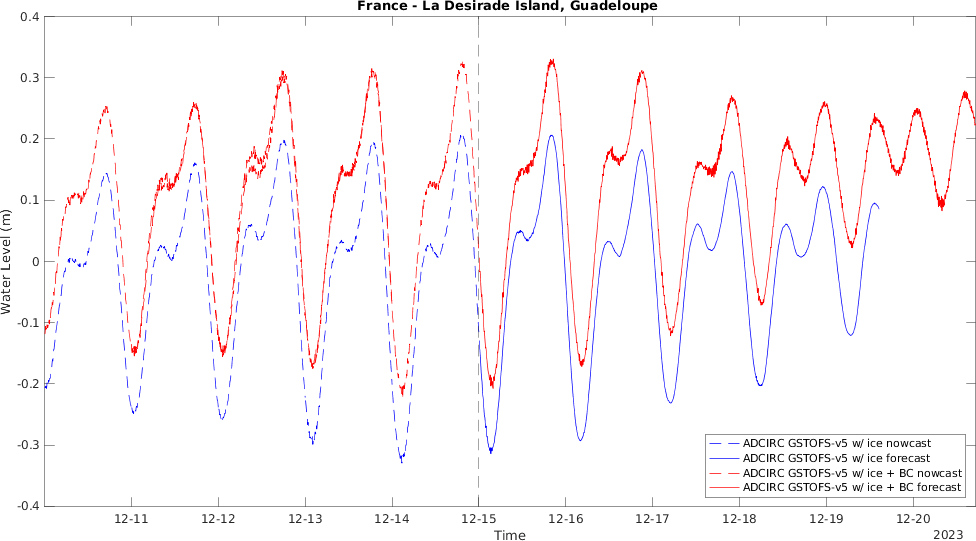 France - La Desirade Island, Guadeloupe
Water Level (m)
0.4
0.3
0.2
0.1
0
-0.1
-0.2
-0.3
-0.4
12-11
12-12
12-13
12-14
12-15
12-16
12-17
12-18
12-19
12-20
Time
2023
ADCIRC GSTOFS-v5 w/ ice nowcast
ADCIRC GSTOFS-v5 w/ ice forecast
ADCIRC GSTOFS-v5 w/ ice + BC nowcast
ADCIRC GSTOFS-v5 w/ ice + BC forecast